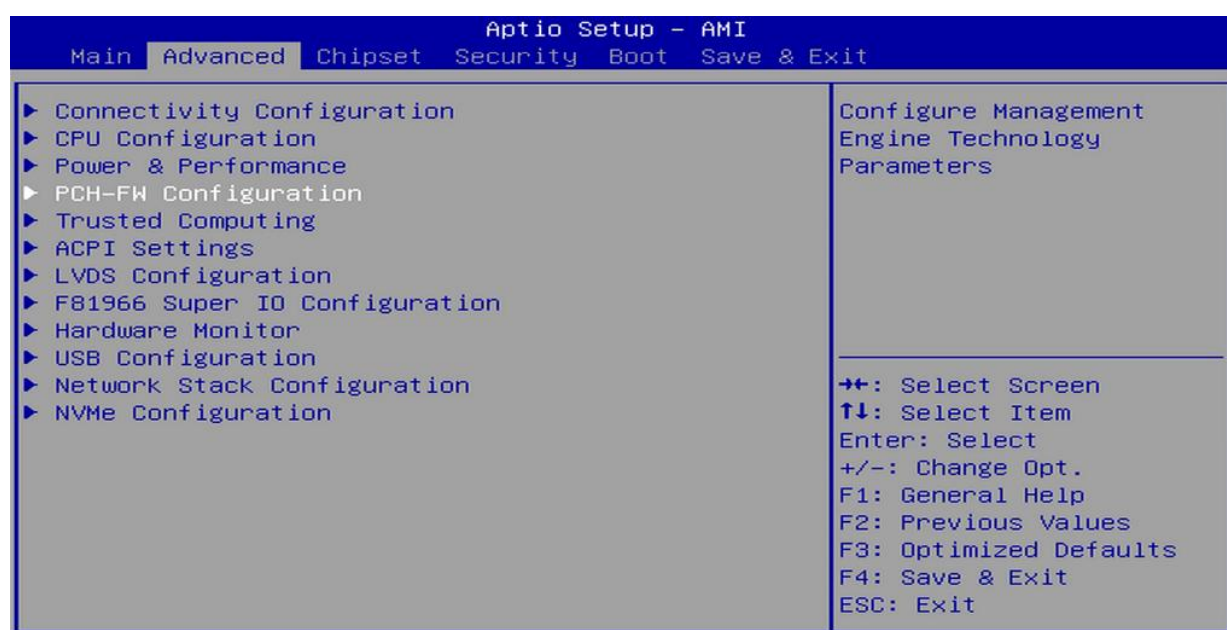 Aptio Setup – AMI
Main Advanced Chipset Security Boot Save & Exit
▶ Connectivity Configuration
▶ CPU Configuration
▶ Power & Performance
▶ PCH-FW Configuration
▶ Trusted Computing
▶ ACPI Settings
▶ LVDS Configuration
▶ F81966 Super IO Configuration
▶ Hardware Monitor
▶ USB Configuration
▶ Network Stack Configuration
▶ NVMe Configuration
Configure Management
Engine Technology
Parameters
→←: Select Screen
↑↓: Select Item
Enter: Select
+/-: Change Opt.
F1: General Help
F2: Previous Values
F3: Optimized Defaults
F4: Save & Exit
ESC: Exit